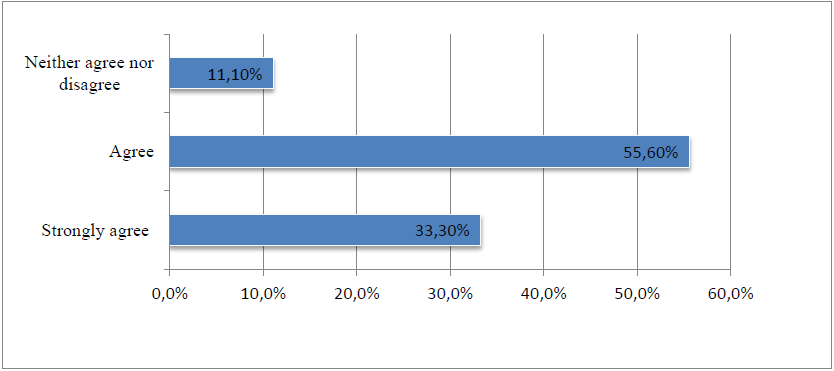 Neither agree nor
disagree
11,10%
Agree
55,60%
Strongly agree
33,30%
0,0% 10,0% 20,0% 30,0% 40,0% 50,0% 60,0%